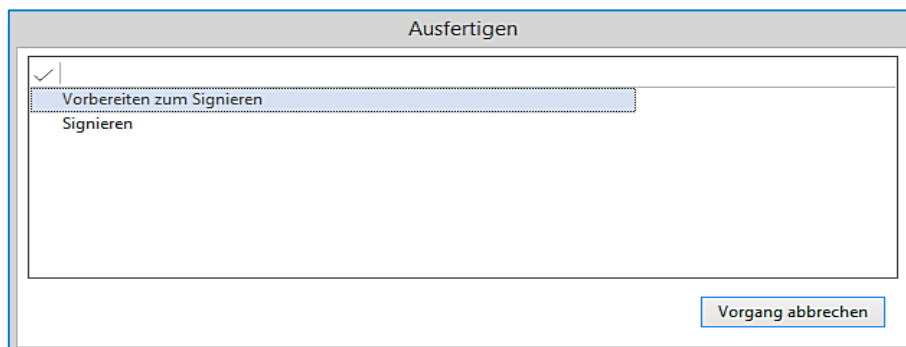 Ausfertigen
Vorbereiten zum Signieren
Signieren
Vorgang abbrechen